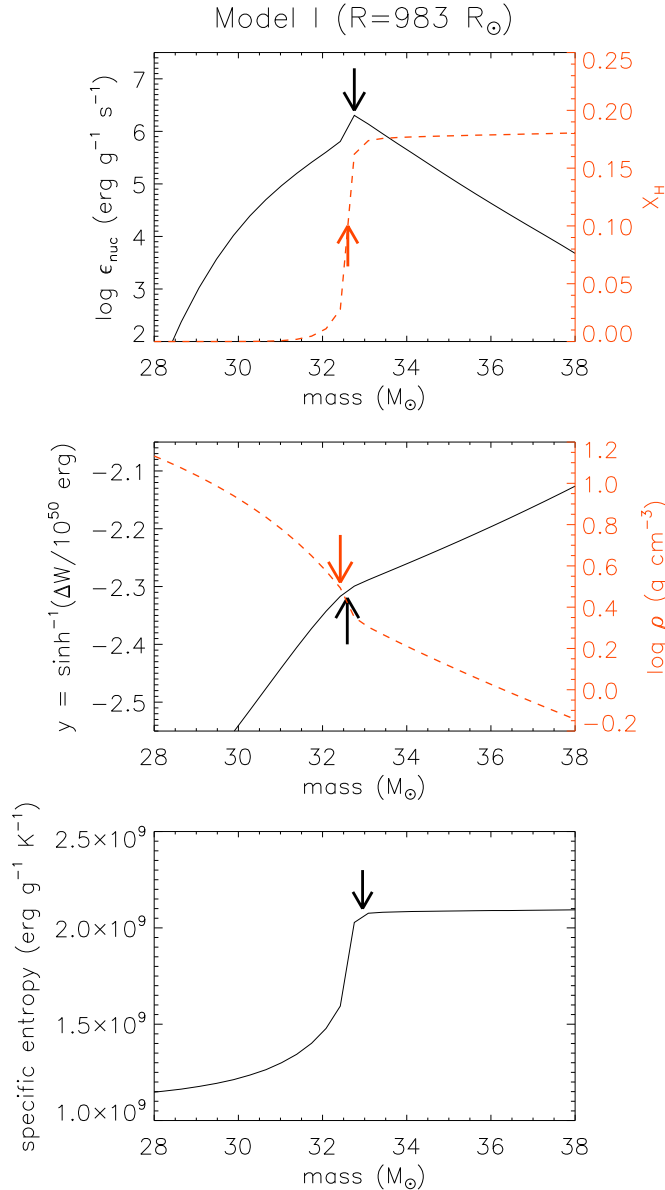 Model I (R=983 R☉)
log ϵnuc (erg g⁻¹ s⁻¹)
7
6
5
4
3
2
0.25
0.20
0.15
0.10
0.05
0.00
X_H
28 30 32 34 36 38
mass (M☉)
y = sinh⁻¹(ΔW/10⁵⁰ erg)
−2.1
−2.2
−2.3
−2.4
−2.5
1.2
1.0
0.8
0.6
0.4
0.2
0.0
−0.2
log ρ (g cm⁻³)
28 30 32 34 36 38
mass (M☉)
specific entropy (erg g⁻¹ K⁻¹)
2.5×10⁹
2.0×10⁹
1.5×10⁹
1.0×10⁹
28 30 32 34 36 38
mass (M☉)